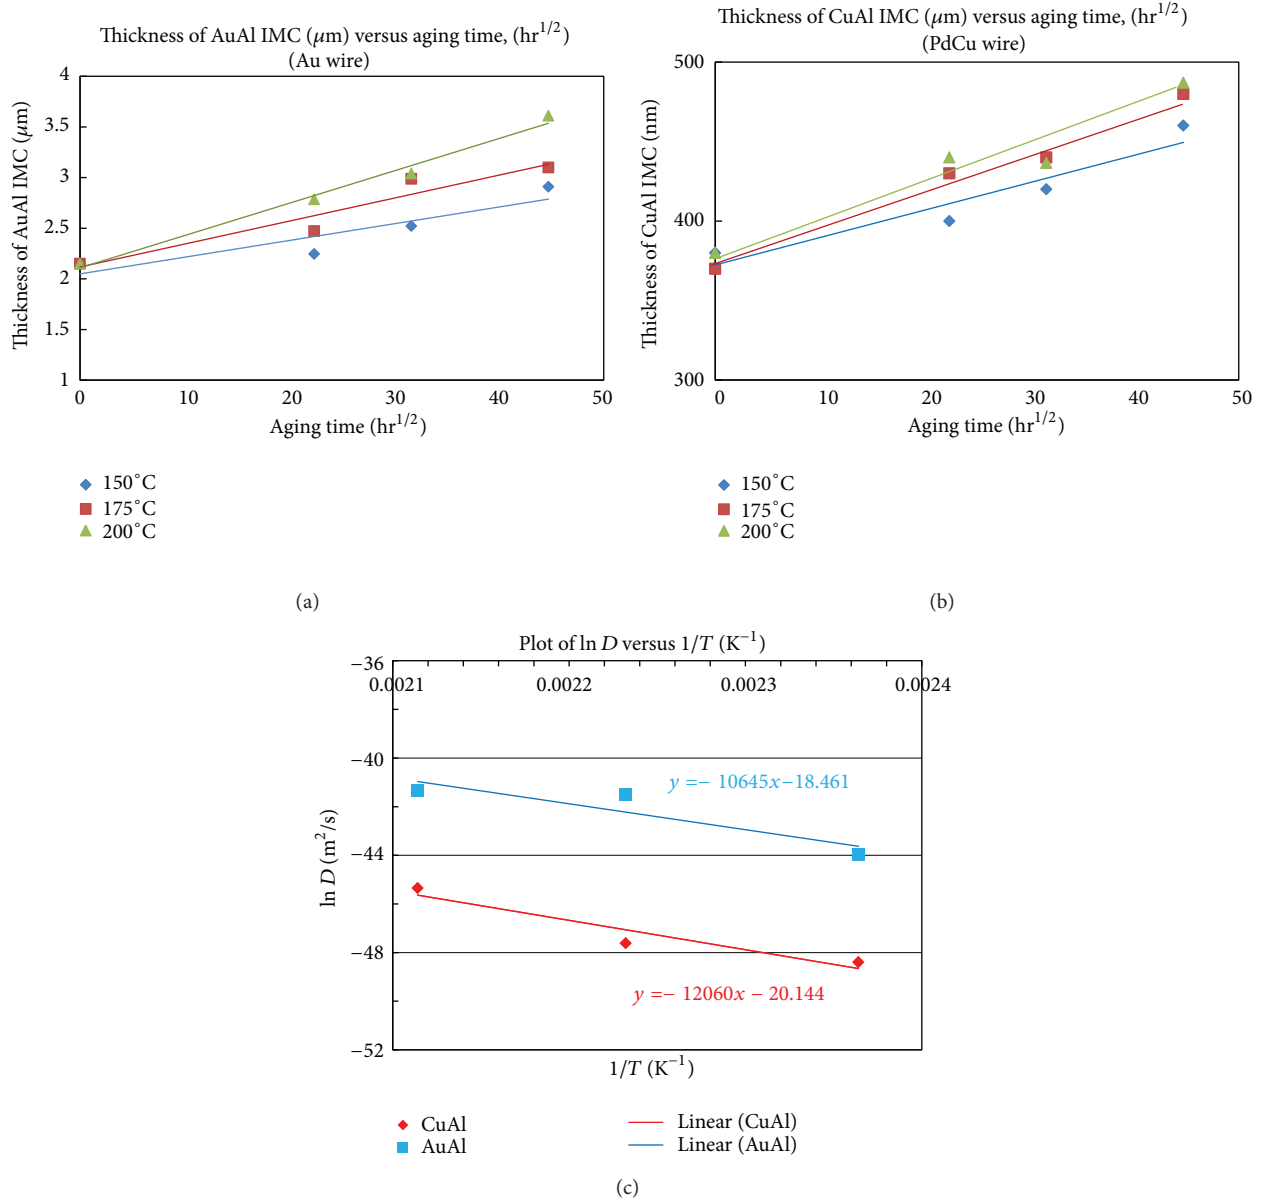 Thickness of AuAl IMC (μm) versus aging time, (hr^1/2)
(Au wire)
4
3.5
3
2.5
2
1.5
1
Thickness of AuAl IMC (μm)
0
10
20
30
40
50
Aging time (hr^1/2)
150°C
175°C
200°C
(a)
Thickness of CuAl IMC (μm) versus aging time, (hr^1/2)
(PdCu wire)
500
400
300
Thickness of CuAl IMC (nm)
0
10
20
30
40
50
Aging time (hr^1/2)
150°C
175°C
200°C
(b)
Plot of ln D versus 1/T (K^−1)
−36
−40
−44
−48
−52
0.0021
0.0022
0.0023
0.0024
ln D (m^2/s)
y =− 10645x−18.461
y =− 12060x − 20.144
1/T (K^−1)
CuAl
AuAl
Linear (CuAl)
Linear (AuAl)
(c)